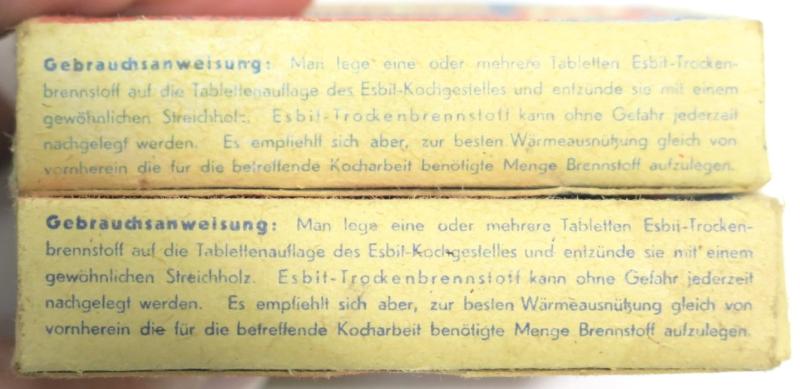 Gebrauchsanweisung: Man lege eine oder mehrere Tabletten Esbit-Trocken-
brennstoff auf die Tablettenauflage des Esbit-Kochgestelles und entzünde sie mit einem
gewöhnlichen Streichholz. Esbit-Trockenbrennstoff kann ohne Gefahr jederzeit
nachgelegt werden. Es empfiehlt sich aber, zur besten Wärmeausnützung gleich von
vornherein die für die betreffende Kocharbeit benötigte Menge Brennstoff aufzulegen.
Gebrauchsanweisung: Man lege eine oder mehrere Tabletten Esbit-Trocken-
brennstoff auf die Tablettenauflage des Esbit-Kochgestelles und entzünde sie mit einem
gewöhnlichen Streichholz. Esbit-Trockenbrennstoff kann ohne Gefahr jederzeit
nachgelegt werden. Es empfiehlt sich aber, zur besten Wärmeausnützung gleich von
vornherein die für die betreffende Kocharbeit benötigte Menge Brennstoff aufzulegen.